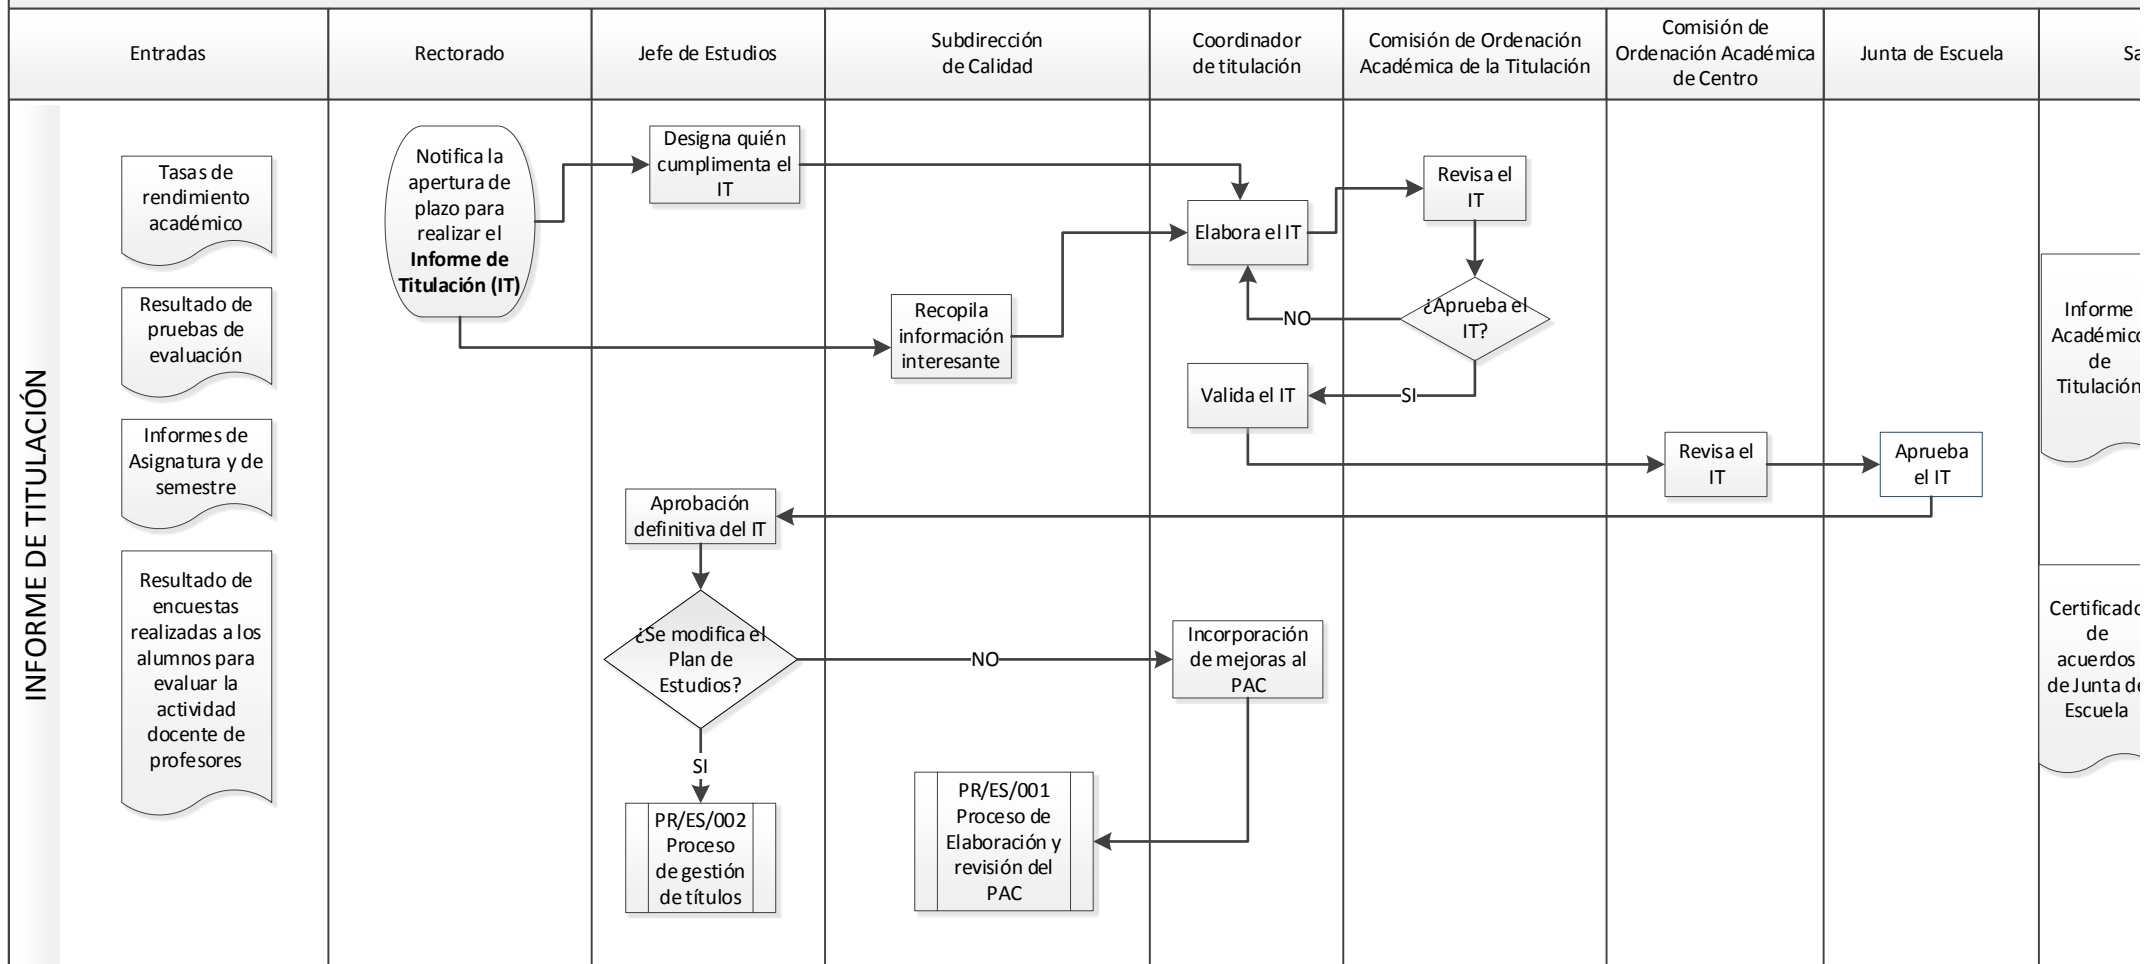 Entradas
Rectorado
Jefe de Estudios
Subdirección
de Calidad
Coordinador
de titulación
Comisión de Ordenación
Académica de la Titulación
Comisión de
Ordenación Académica
de Centro
Junta de Escuela
INFORME DE TITULACIÓN
Tasas de
rendimiento
académico
Resultado de
pruebas de
evaluación
Informes de
Asignatura y de
semestre
Resultado de
encuestas
realizadas a los
alumnos para
evaluar la
actividad
docente de
profesores
Notifica la
apertura de
plazo para
realizar el
Informe de
Titulación (IT)
Designa quién
cumplimenta el
IT
Recopila
información
interesante
Elabora el IT
Revisa el
IT
¿Aprueba el
IT?
NO
SI
Valida el IT
Revisa el
IT
Aprueba
el IT
Aprobación
definitiva del IT
¿Se modifica el
Plan de
Estudios?
NO
SI
Incorporación
de mejoras al
PAC
PR/ES/002
Proceso
de gestión
de títulos
PR/ES/001
Proceso de
Elaboración y
revisión del
PAC
Informe
Académico
de
Titulación
Certificado
de
acuerdos
de Junta de
Escuela